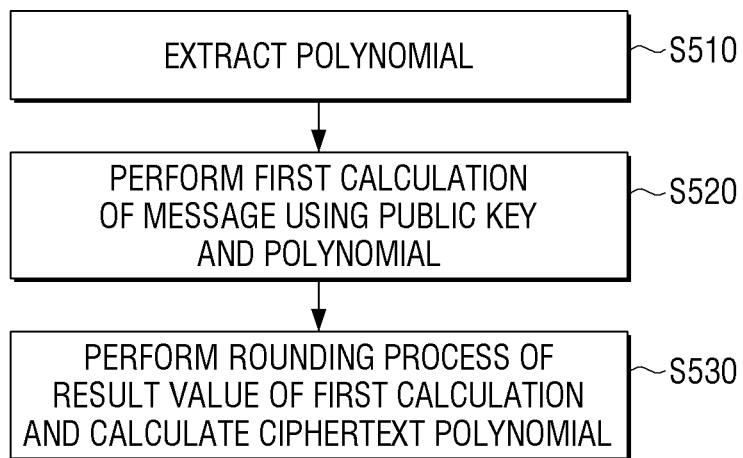 EXTRACT POLYNOMIAL
S510
PERFORM FIRST CALCULATION
OF MESSAGE USING PUBLIC KEY
AND POLYNOMIAL
S520
PERFORM ROUNDING PROCESS OF
RESULT VALUE OF FIRST CALCULATION
AND CALCULATE CIPHERTEXT POLYNOMIAL
S530